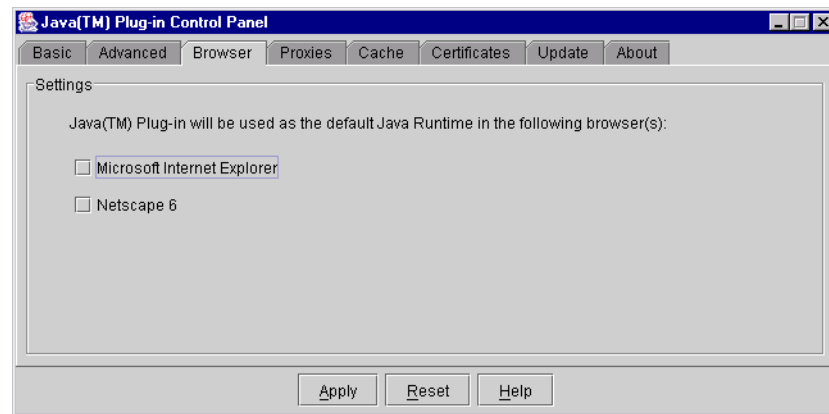 Java(TM) Plug-in Control Panel
Basic Advanced Browser Proxies Cache Certificates Update About
Settings
Java(TM) Plug-in will be used as the default Java Runtime in the following browser(s):
Microsoft Internet Explorer
Netscape 6
Apply Reset Help